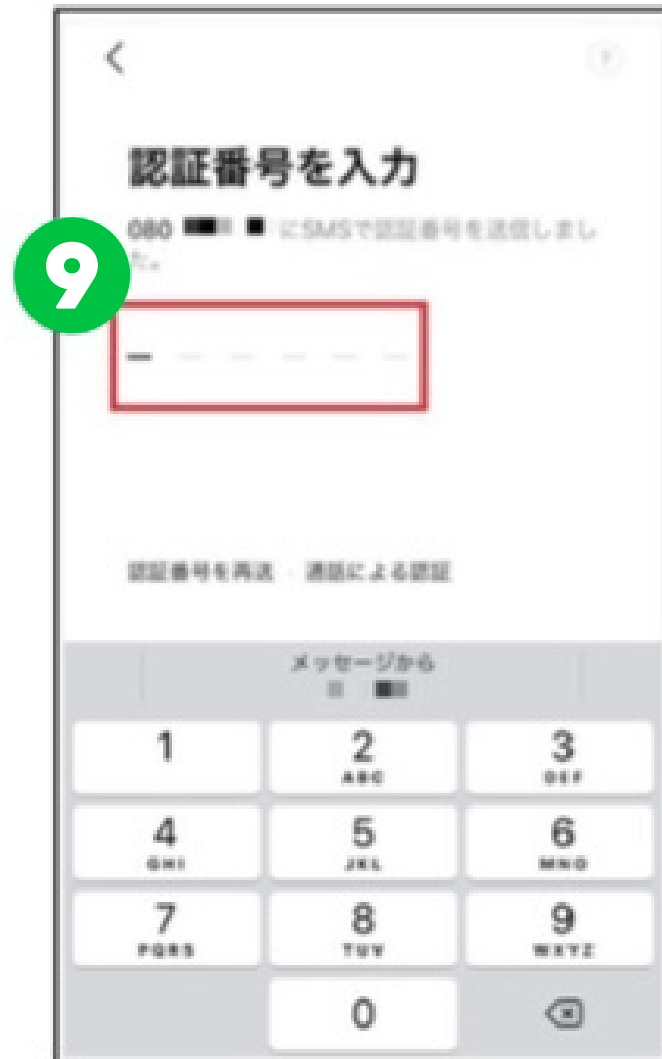 認証番号を入力
9
080 にSMSで認証番号を送信しまし
た。
認証番号を再送 通話による認証
メッセージから
1 2 3
ABC DEF
4 5 6
GHI JKL MNO
7 8 9
PQRS TUV WXYZ
0